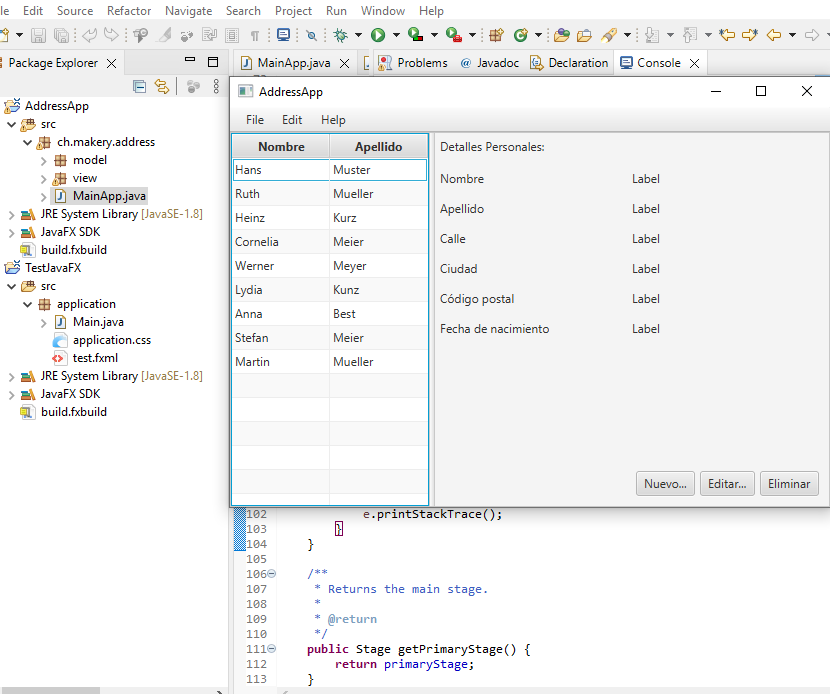 le Edit Source Refactor Navigate Search Project Run Window Help
Package Explorer
MainApp.java
Problems
@ Javadoc
Declaration
Console
AddressApp
src
ch.makery.address
model
view
MainApp.java
JRE System Library [JavaSE-1.8]
JavaFX SDK
build.fxbuild
TestJavaFX
src
application
Main.java
application.css
test.fxml
JRE System Library [JavaSE-1.8]
JavaFX SDK
build.fxbuild
AddressApp
File Edit Help
Nombre Apellido
Hans Muster
Ruth Mueller
Heinz Kurz
Cornelia Meier
Werner Meyer
Lydia Kunz
Anna Best
Stefan Meier
Martin Mueller
Detalles Personales:
Nombre Label
Apellido Label
Calle Label
Ciudad Label
Código postal Label
Fecha de nacimiento Label
Nuevo... Editar... Eliminar
102 e.printStackTrace();
103 }
104 }
105
106 /**
107 * Returns the main stage.
108 *
109 * @return
110 */
111 public Stage getPrimaryStage() {
112 return primaryStage;
113 }